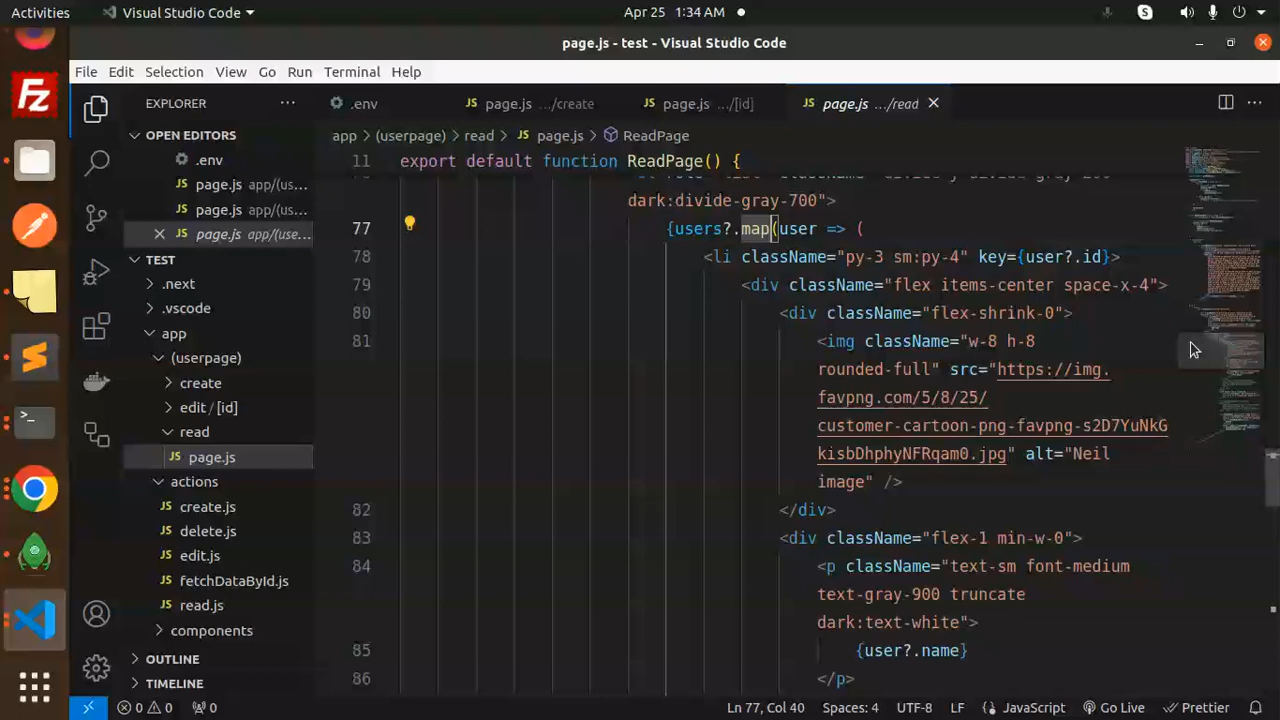 Activities
Visual Studio Code
Apr 25 1:34 AM
page.js - test - Visual Studio Code
File Edit Selection View Go Run Terminal Help
EXPLORER
.env
page.js .../create
page.js .../[id]
page.js .../read
OPEN EDITORS
.env
page.js app/(us...
page.js app/(us...
page.js app/(use...
TEST
.next
.vscode
app
(userpage)
create
edit / [id]
read
page.js
actions
create.js
delete.js
edit.js
fetchDataById.js
read.js
components
OUTLINE
TIMELINE
app > (userpage) > read > page.js > ReadPage
11 export default function ReadPage() {
dark:divide-gray-700">
77 {users?.map(user => (
78 <li className="py-3 sm:py-4" key={user?.id}>
79 <div className="flex items-center space-x-4">
80 <div className="flex-shrink-0">
81 <img className="w-8 h-8
rounded-full" src="https://img.
favpng.com/5/8/25/
customer-cartoon-png-favpng-s2D7YuNkG
kisbDhphyNFRqam0.jpg" alt="Neil
image" />
82 </div>
83 <div className="flex-1 min-w-0">
84 <p className="text-sm font-medium
text-gray-900 truncate
dark:text-white">
85 {user?.name}
86 </p>
0 0 0
Ln 77, Col 40 Spaces: 4 UTF-8 LF JavaScript Go Live Prettier